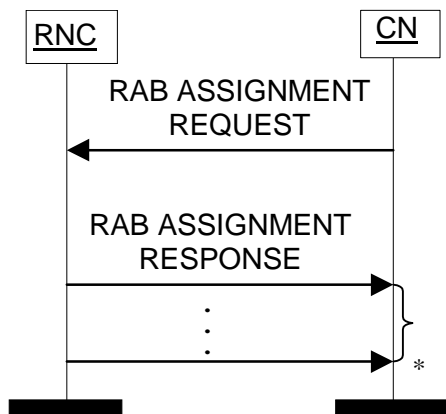 RNC
CN
RAB ASSIGNMENT
REQUEST
RAB ASSIGNMENT
RESPONSE
*